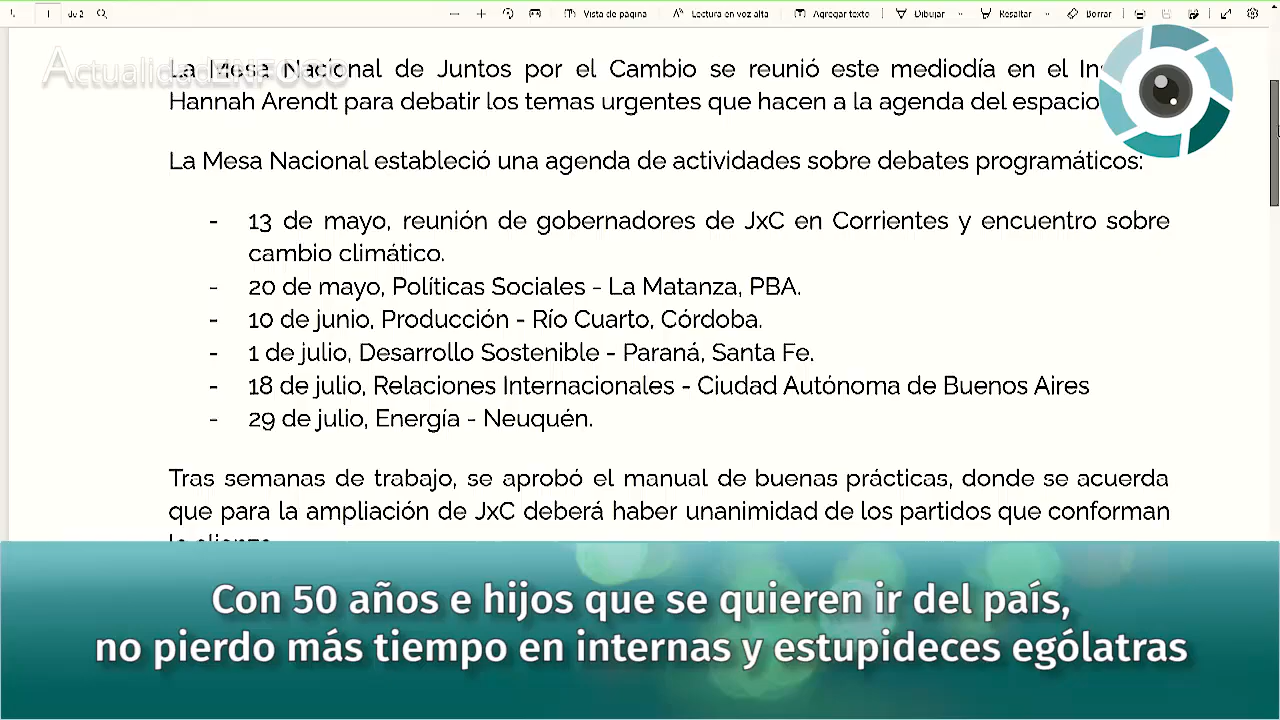 1 de 2
Vista de página
Lectura en voz alta
Agregar texto
Dibujar
Resaltar
Borrar
ActualidadENFOCO
La Mesa Nacional de Juntos por el Cambio se reunió este mediodía en el
Hannah Arendt para debatir los temas urgentes que hacen a la agenda del espacio
La Mesa Nacional estableció una agenda de actividades sobre debates programáticos:
- 13 de mayo, reunión de gobernadores de JxC en Corrientes y encuentro sobre
cambio climático.
- 20 de mayo, Políticas Sociales - La Matanza, PBA.
- 10 de junio, Producción - Río Cuarto, Córdoba.
- 1 de julio, Desarrollo Sostenible - Paraná, Santa Fe.
- 18 de julio, Relaciones Internacionales - Ciudad Autónoma de Buenos Aires
- 29 de julio, Energía - Neuquén.
Tras semanas de trabajo, se aprobó el manual de buenas prácticas, donde se acuerda
que para la ampliación de JxC deberá haber unanimidad de los partidos que conforman
Con 50 años e hijos que se quieren ir del país,
no pierdo más tiempo en internas y estupideces ególatras